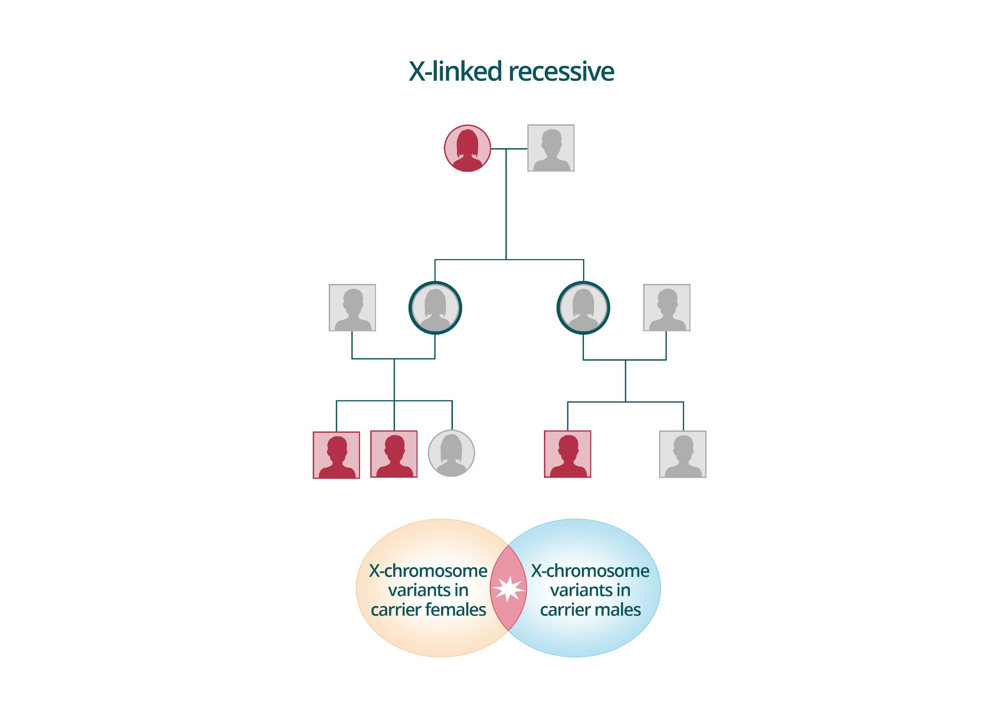 X-linked recessive
X-chromosome
variants in
carrier females
X-chromosome
variants in
carrier males